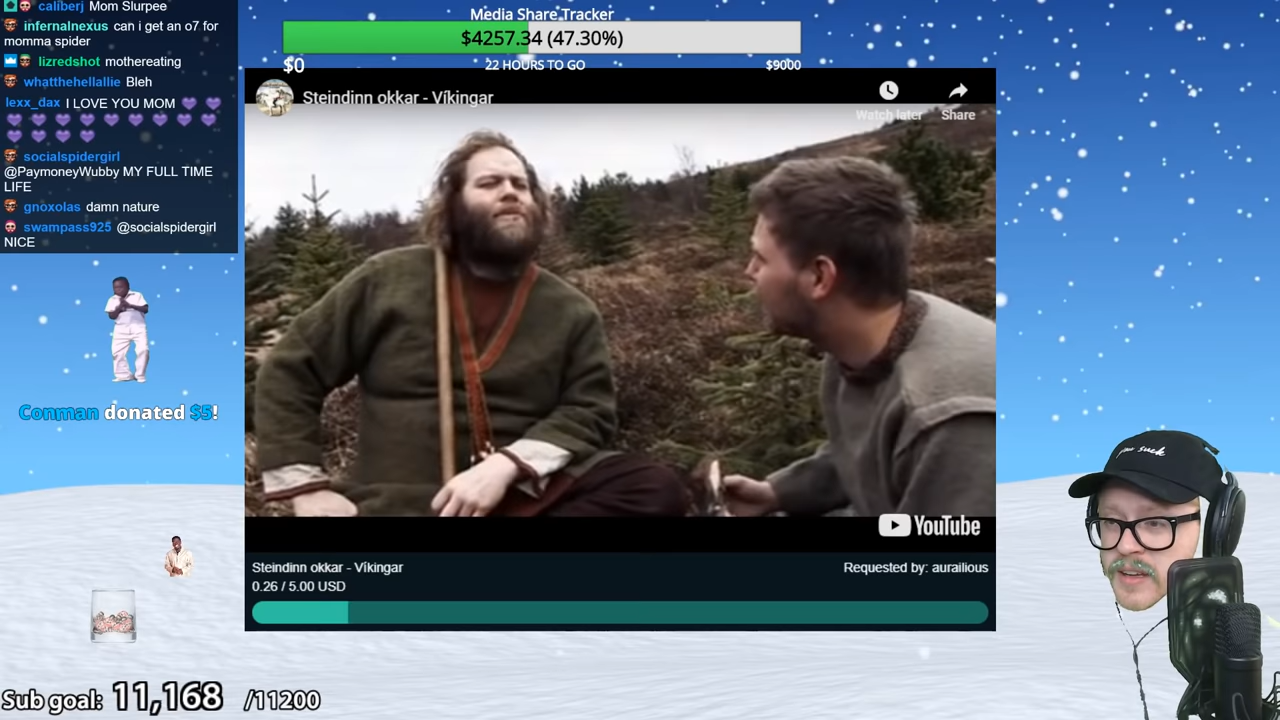 caliberj Mom Slurpee
infernalnexus can i get an o7 for
momma spider
lizredshot mothereating
whatthehellallie Bleh
lexx_dax I LOVE YOU MOM
socialspidergirl
@PaymoneyWubby MY FULL TIME
LIFE
gnoxolas damn nature
swampass925 @socialspidergirl
NICE
Conman donated $5!
Sub goal: 11,168 /11200
Media Share Tracker
$4257.34 (47.30%)
$0 22 HOURS TO GO $9000
Steindinn okkar - Víkingar
Watch later Share
YouTube
Steindinn okkar - Víkingar
Requested by: aurailious
0.26 / 5.00 USD
you suck